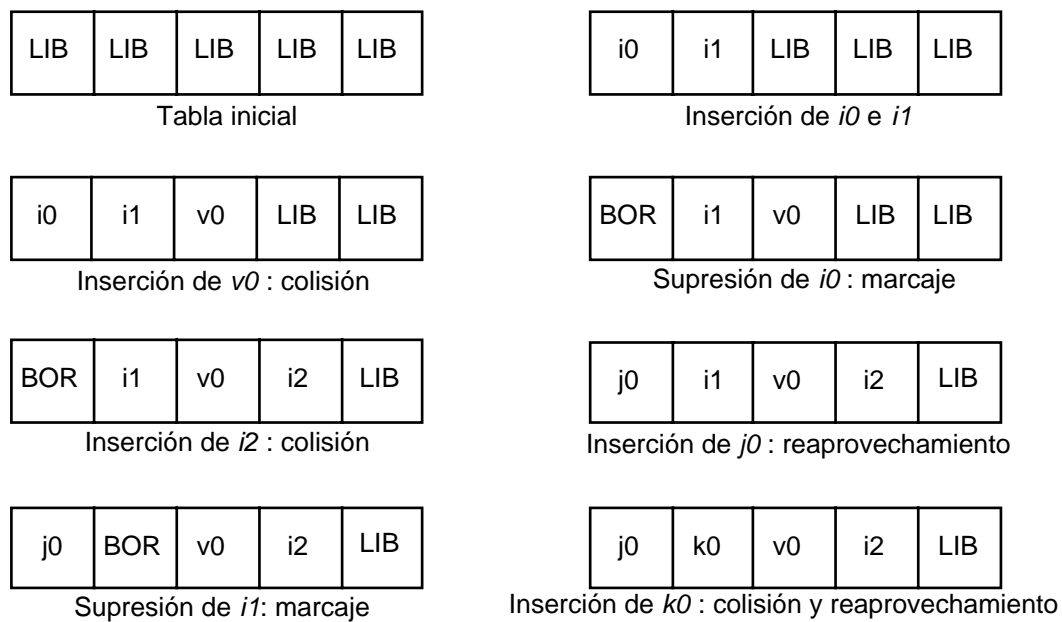 LIB LIB LIB LIB LIB
Tabla inicial
i0 i1 LIB LIB LIB
Inserción de i0 e i1
i0 i1 v0 LIB LIB
Inserción de v0 : colisión
BOR i1 v0 LIB LIB
Supresión de i0 : marcaje
BOR i1 v0 i2 LIB
Inserción de i2 : colisión
j0 i1 v0 i2 LIB
Inserción de j0 : reaprovechamiento
j0 BOR v0 i2 LIB
Supresión de i1: marcaje
j0 k0 v0 i2 LIB
Inserción de k0 : colisión y reaprovechamiento